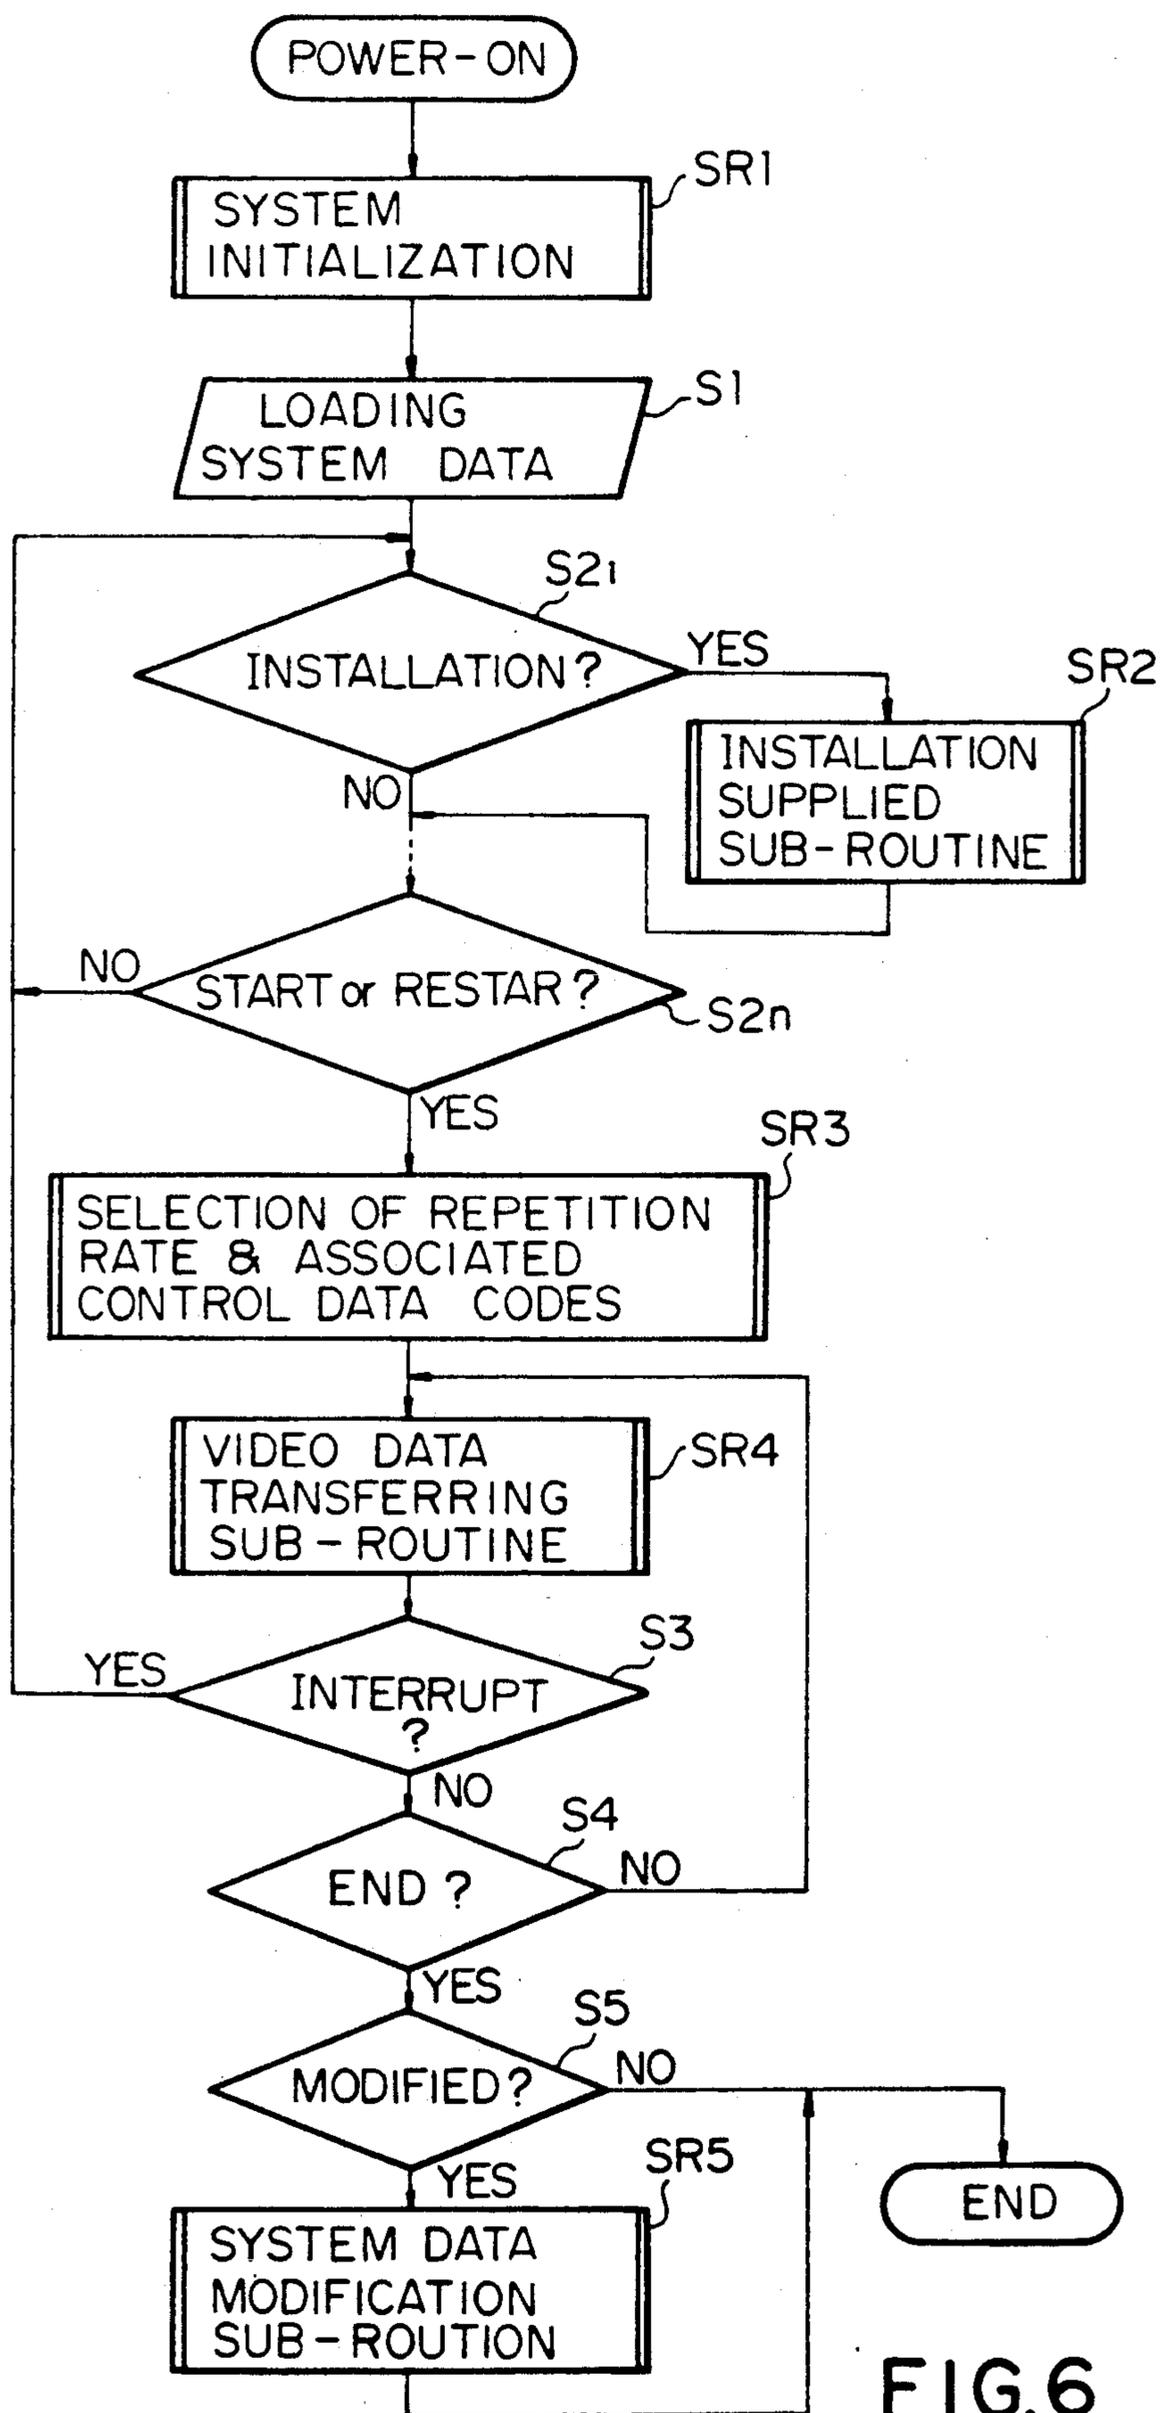 POWER-ON
SR1
SYSTEM
INITIALIZATION
S1
LOADING
SYSTEM DATA
S2i
INSTALLATION?
YES
SR2
INSTALLATION
SUPPLIED
SUB-ROUTINE
NO
NO
START or RESTAR?
S2n
YES
SR3
SELECTION OF REPETITION
RATE & ASSOCIATED
CONTROL DATA CODES
VIDEO DATA
TRANSFERRING
SUB-ROUTINE
SR4
S3
YES
INTERRUPT
?
NO
S4
END ?
NO
YES
S5
MODIFIED?
NO
YES
SR5
END
SYSTEM DATA
MODIFICATION
SUB-ROUTION
FIG.6